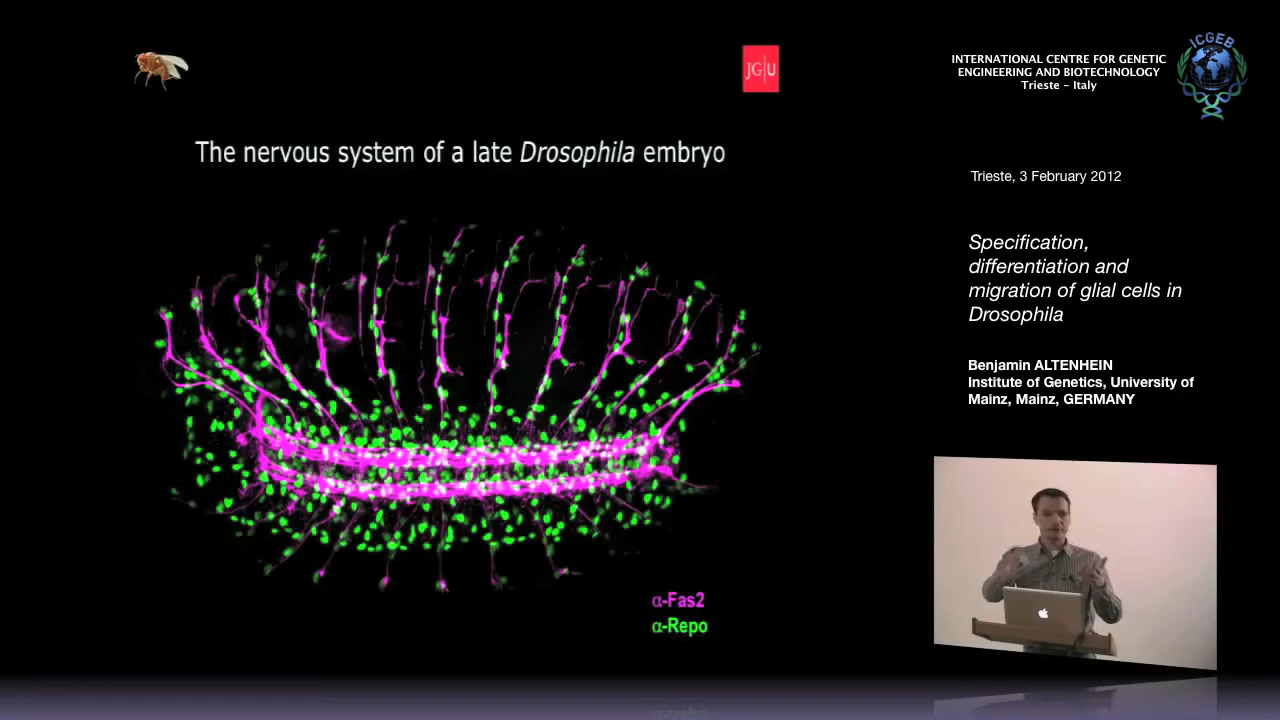 JG|U
INTERNATIONAL CENTRE FOR GENETIC
ENGINEERING AND BIOTECHNOLOGY
Trieste - Italy
ICGEB
The nervous system of a late Drosophila embryo
Trieste, 3 February 2012
Specification,
differentiation and
migration of glial cells in
Drosophila
Benjamin ALTENHEIN
Institute of Genetics, University of
Mainz, Mainz, GERMANY
α-Fas2
α-Repo